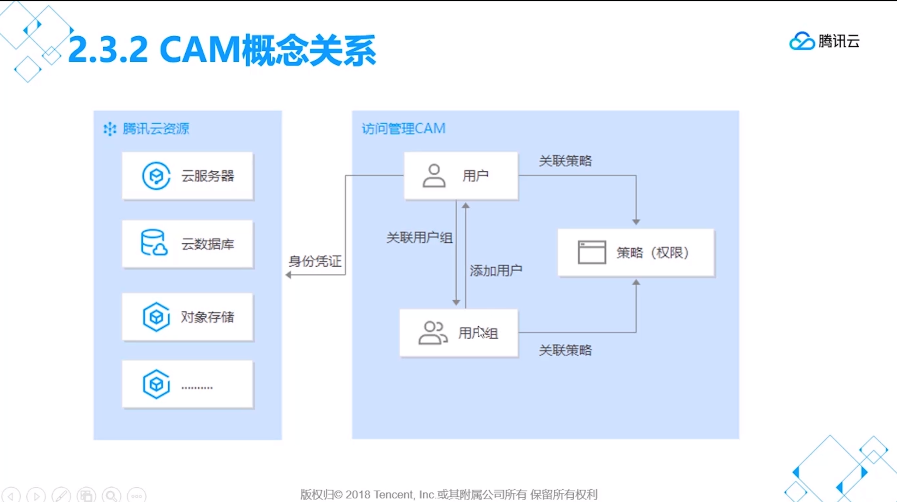 2.3.2 CAM概念关系
腾讯云
腾讯云资源
云服务器
云数据库
对象存储
..........
身份凭证
访问管理CAM
用户
关联策略
关联用户组
添加用户
策略（权限）
用户组
关联策略
版权归© 2018 Tencent, Inc.或其附属公司所有 保留所有权利